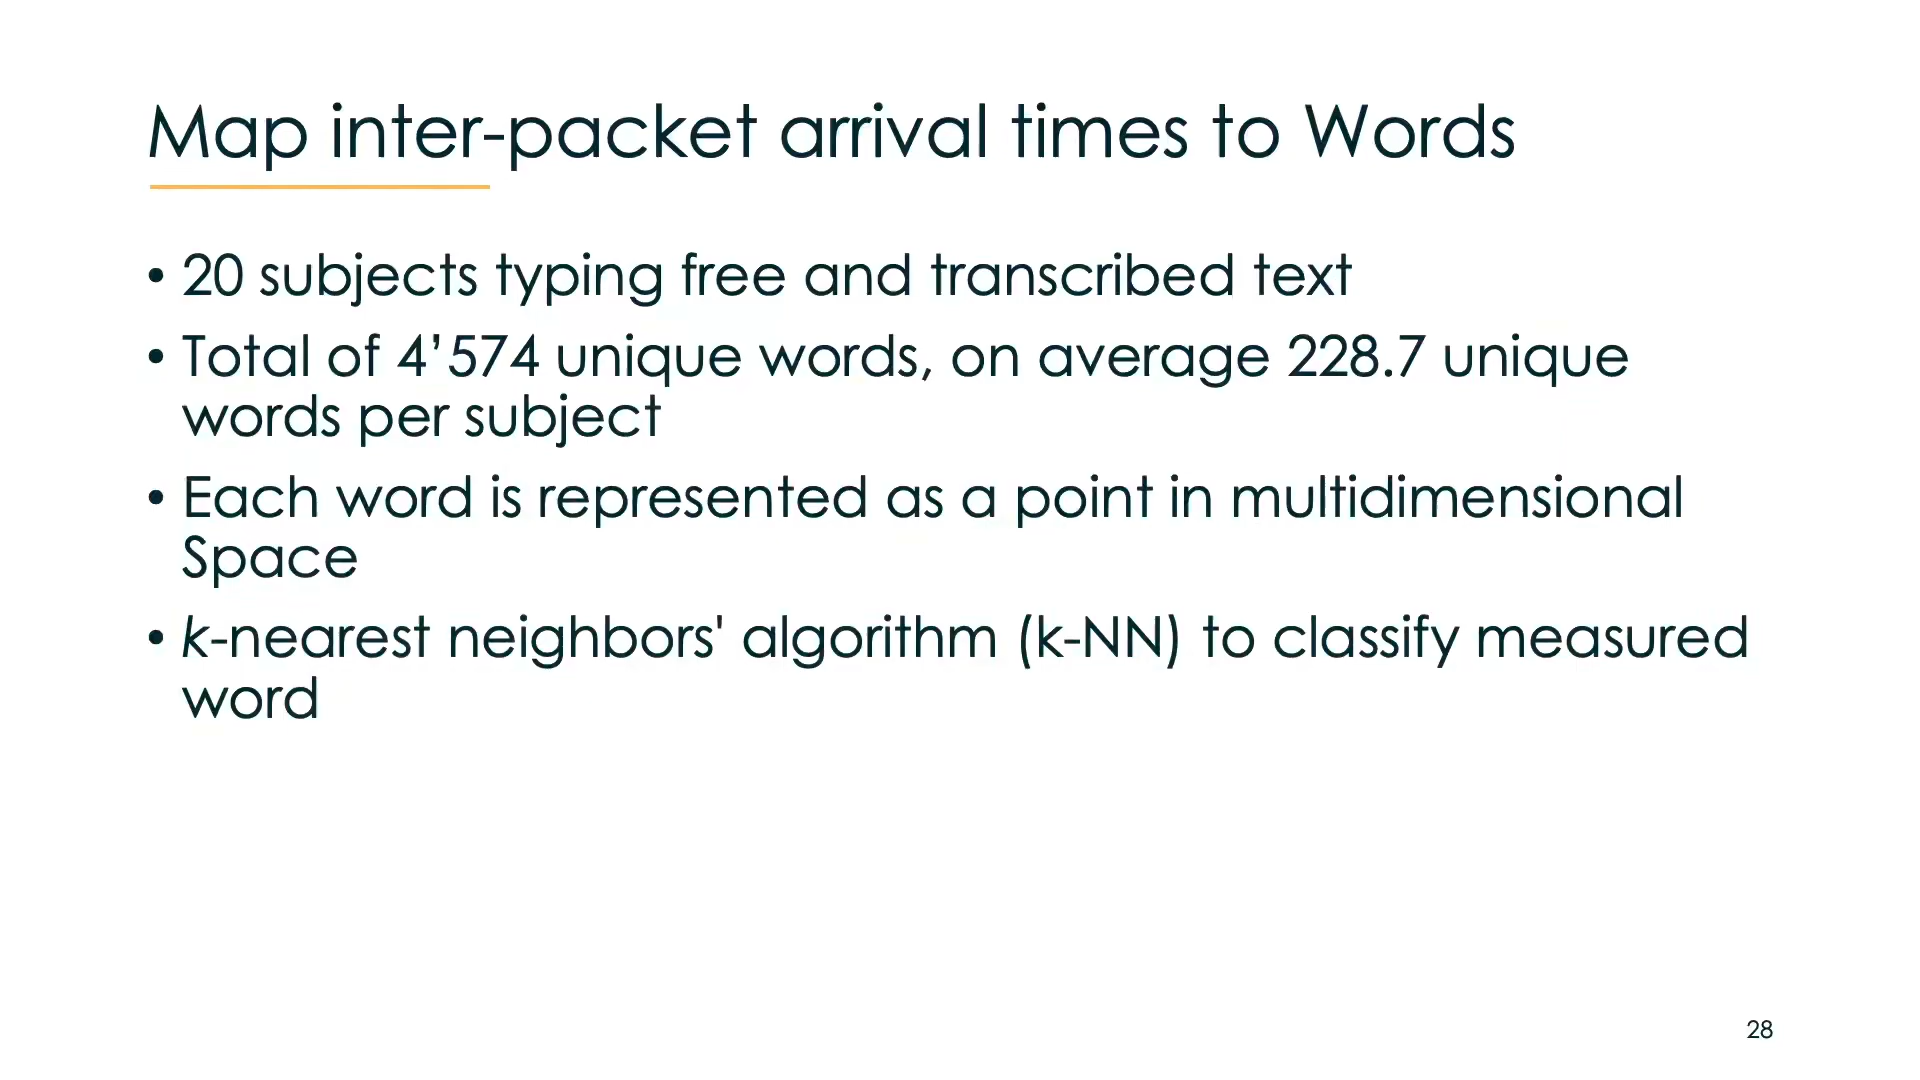 Map inter-packet arrival times to Words
• 20 subjects typing free and transcribed text
• Total of 4’574 unique words, on average 228.7 unique
words per subject
• Each word is represented as a point in multidimensional
Space
• k-nearest neighbors' algorithm (k-NN) to classify measured
word
28